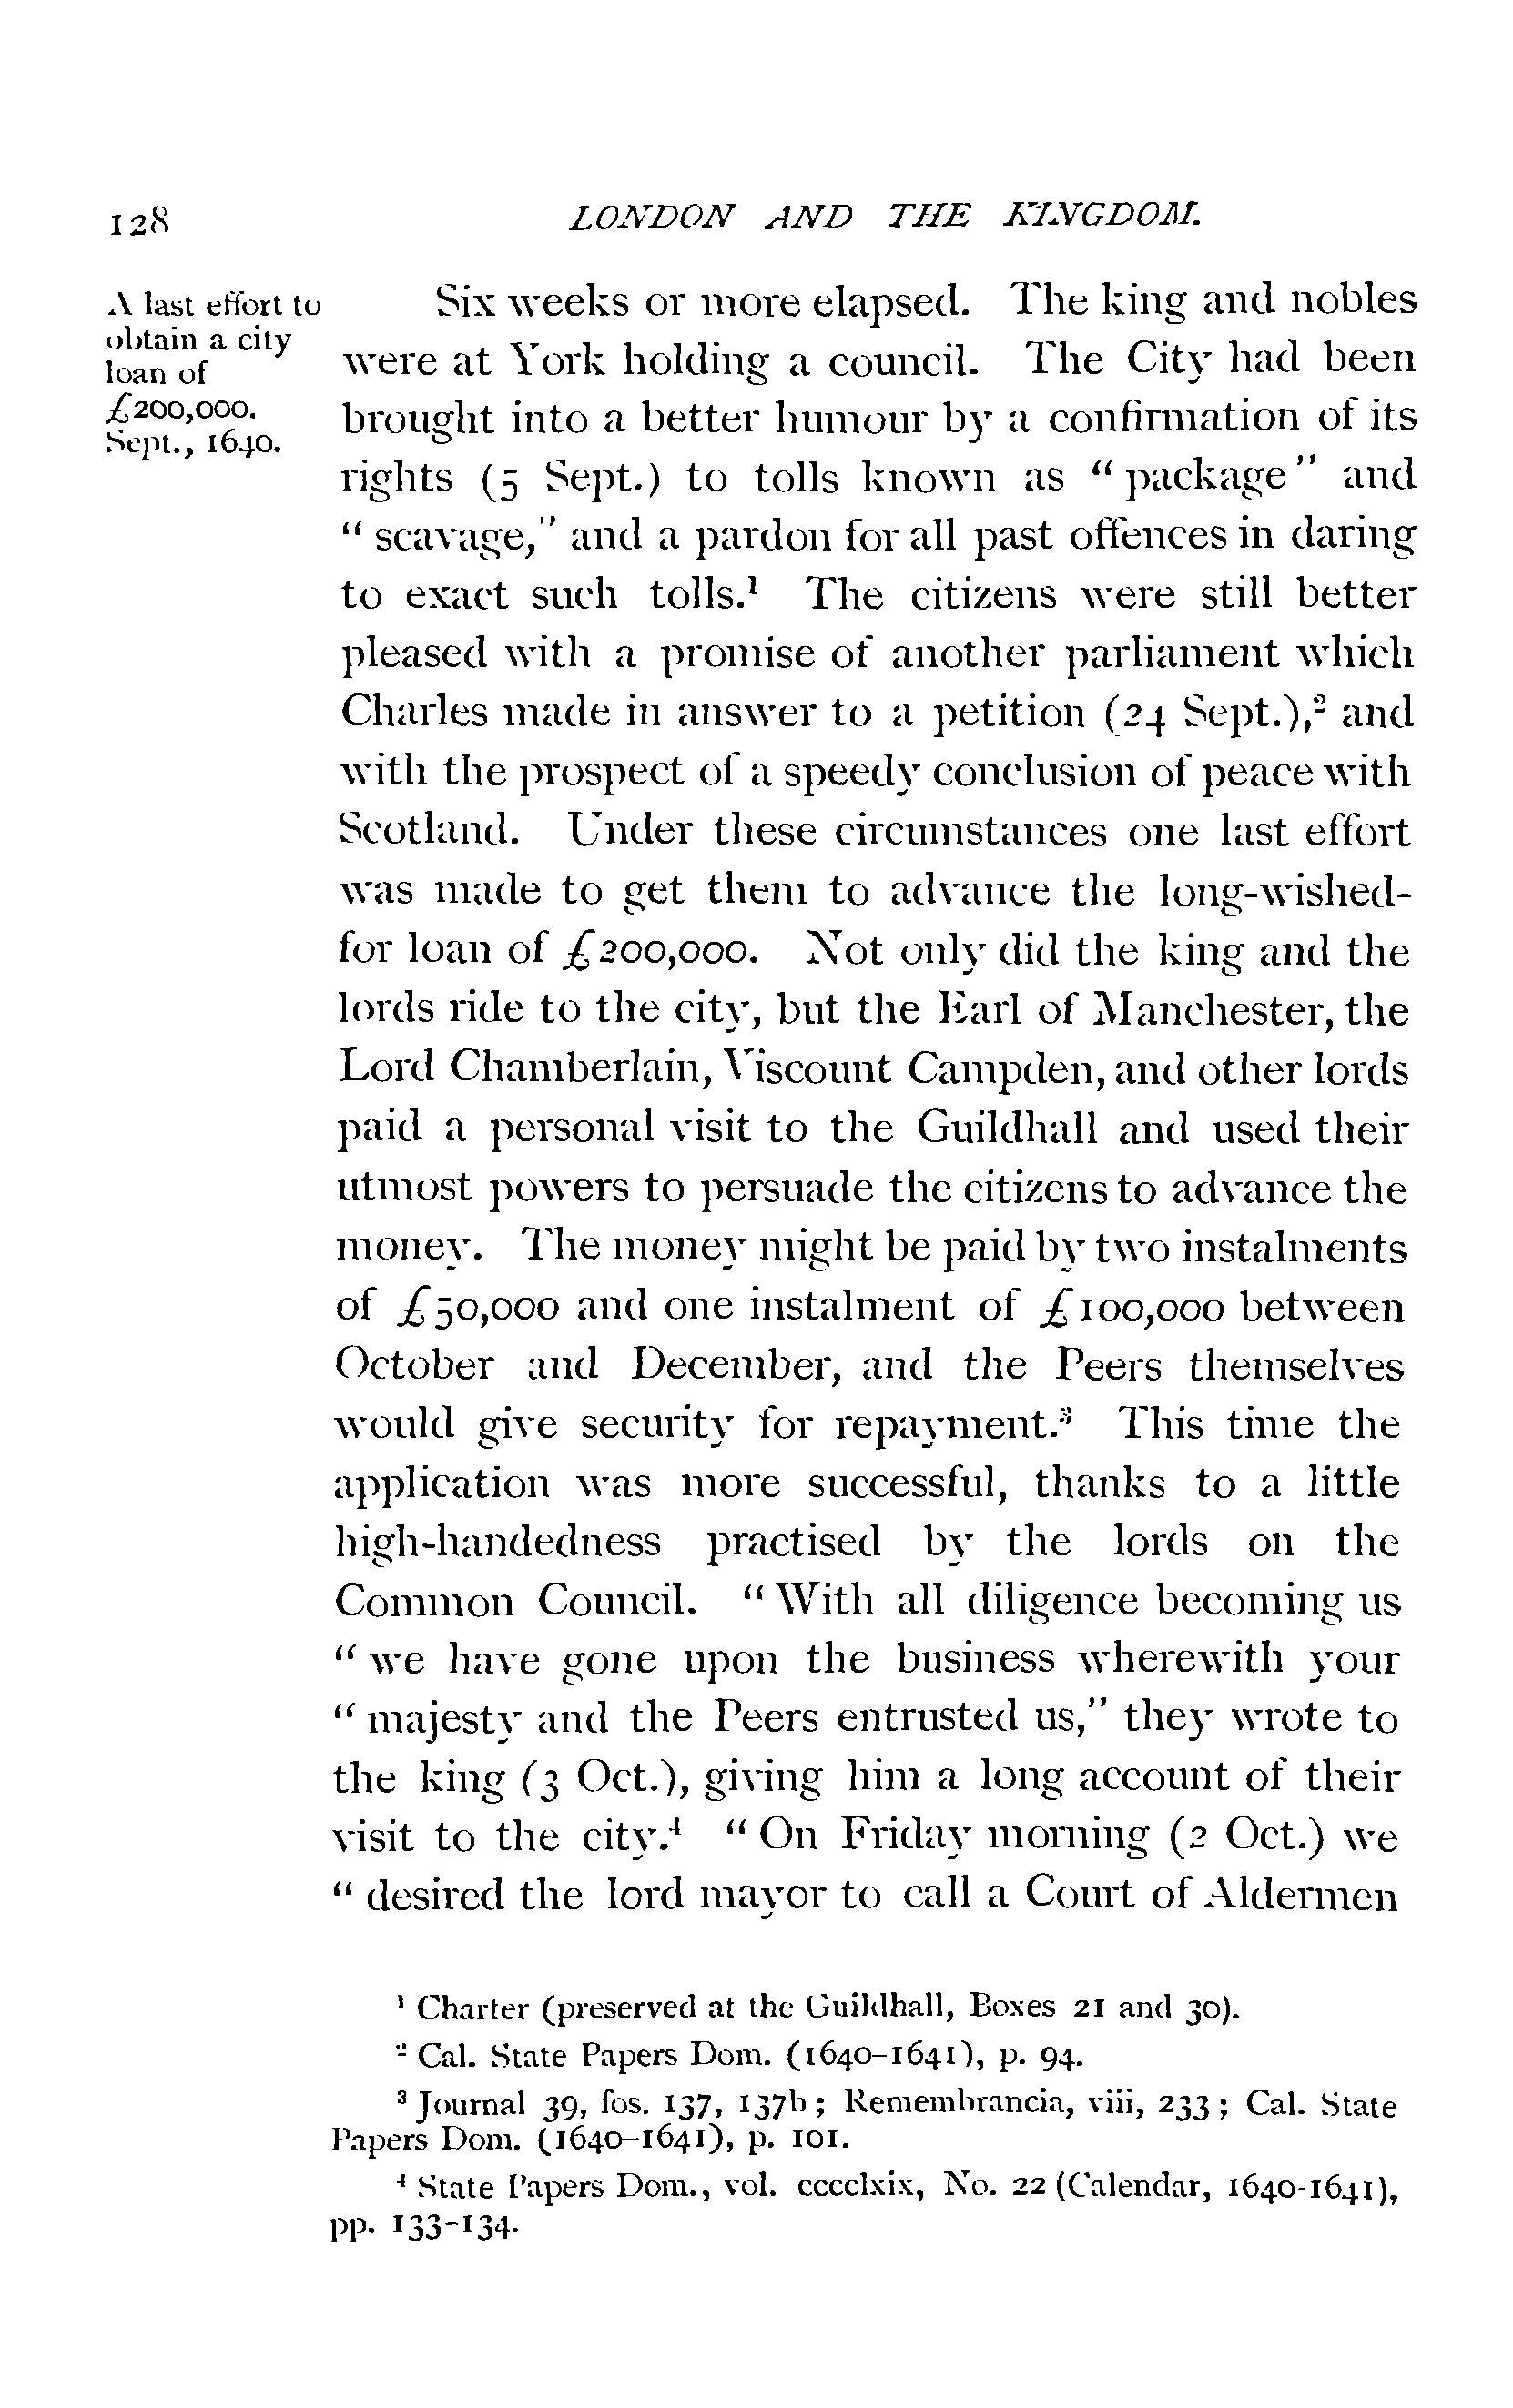 128 LONDON AND THE KINGDOM.
A last effort to
obtain a city
loan of
£200,000.
Sept., 1640.
Six weeks or more elapsed. The king and nobles
were at York holding a council. The City had been
brought into a better humour by a confirmation of its
rights (5 Sept.) to tolls known as “package” and
“scavage,” and a pardon for all past offences in daring
to exact such tolls.¹ The citizens were still better
pleased with a promise of another parliament which
Charles made in answer to a petition (24 Sept.),² and
with the prospect of a speedy conclusion of peace with
Scotland. Under these circumstances one last effort
was made to get them to advance the long-wished-
for loan of £200,000. Not only did the king and the
lords ride to the city, but the Earl of Manchester, the
Lord Chamberlain, Viscount Campden, and other lords
paid a personal visit to the Guildhall and used their
utmost powers to persuade the citizens to advance the
money. The money might be paid by two instalments
of £50,000 and one instalment of £100,000 between
October and December, and the Peers themselves
would give security for repayment.³ This time the
application was more successful, thanks to a little
high-handedness practised by the lords on the
Common Council. “With all diligence becoming us
“we have gone upon the business wherewith your
“majesty and the Peers entrusted us,” they wrote to
the king (3 Oct.), giving him a long account of their
visit to the city.⁴ “On Friday morning (2 Oct.) we
“desired the lord mayor to call a Court of Aldermen
¹ Charter (preserved at the Guildhall, Boxes 21 and 30).
² Cal. State Papers Dom. (1640–1641), p. 94.
³ Journal 39, fos. 137, 137b; Remembrancia, viii, 233; Cal. State
Papers Dom. (1640–1641), p. 101.
⁴ State Papers Dom., vol. cccclxix, No. 22 (Calendar, 1640-1641),
pp. 133–134.